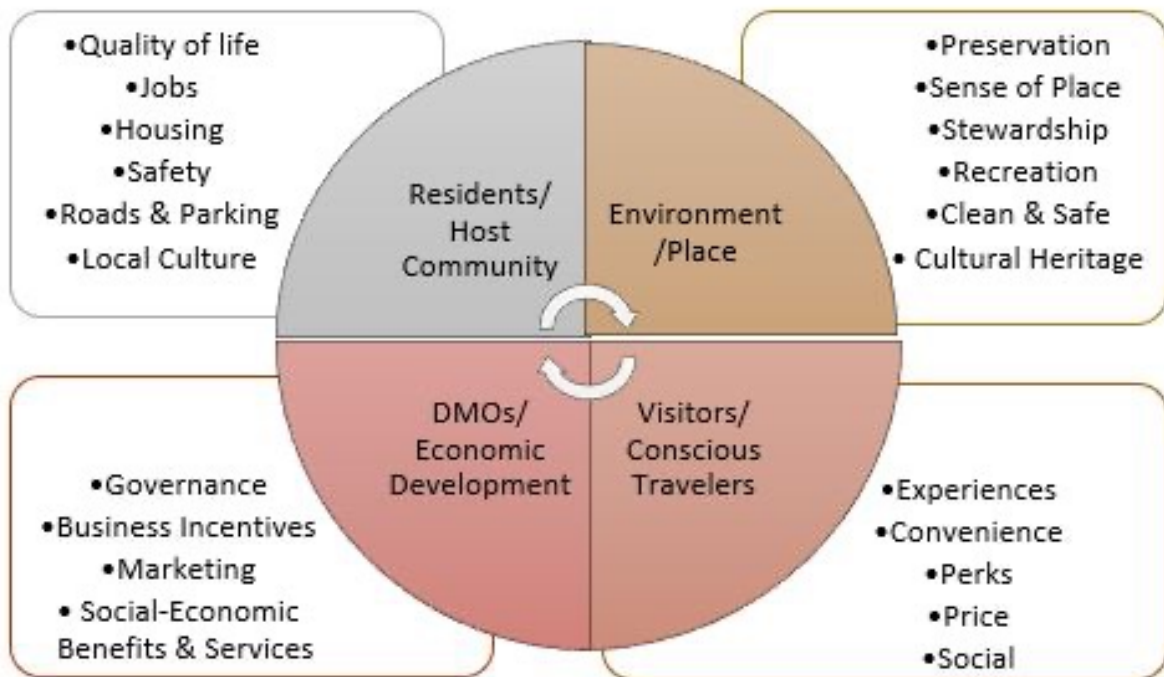 •Quality of life
•Jobs
•Housing
•Safety
•Roads & Parking
•Local Culture
Residents/
Host
Community
Environment
/Place
•Preservation
•Sense of Place
•Stewardship
•Recreation
•Clean & Safe
• Cultural Heritage
•Governance
•Business Incentives
•Marketing
• Social-Economic
Benefits & Services
DMOs/
Economic
Development
Visitors/
Conscious
Travelers
•Experiences
•Convenience
•Perks
•Price
•Social